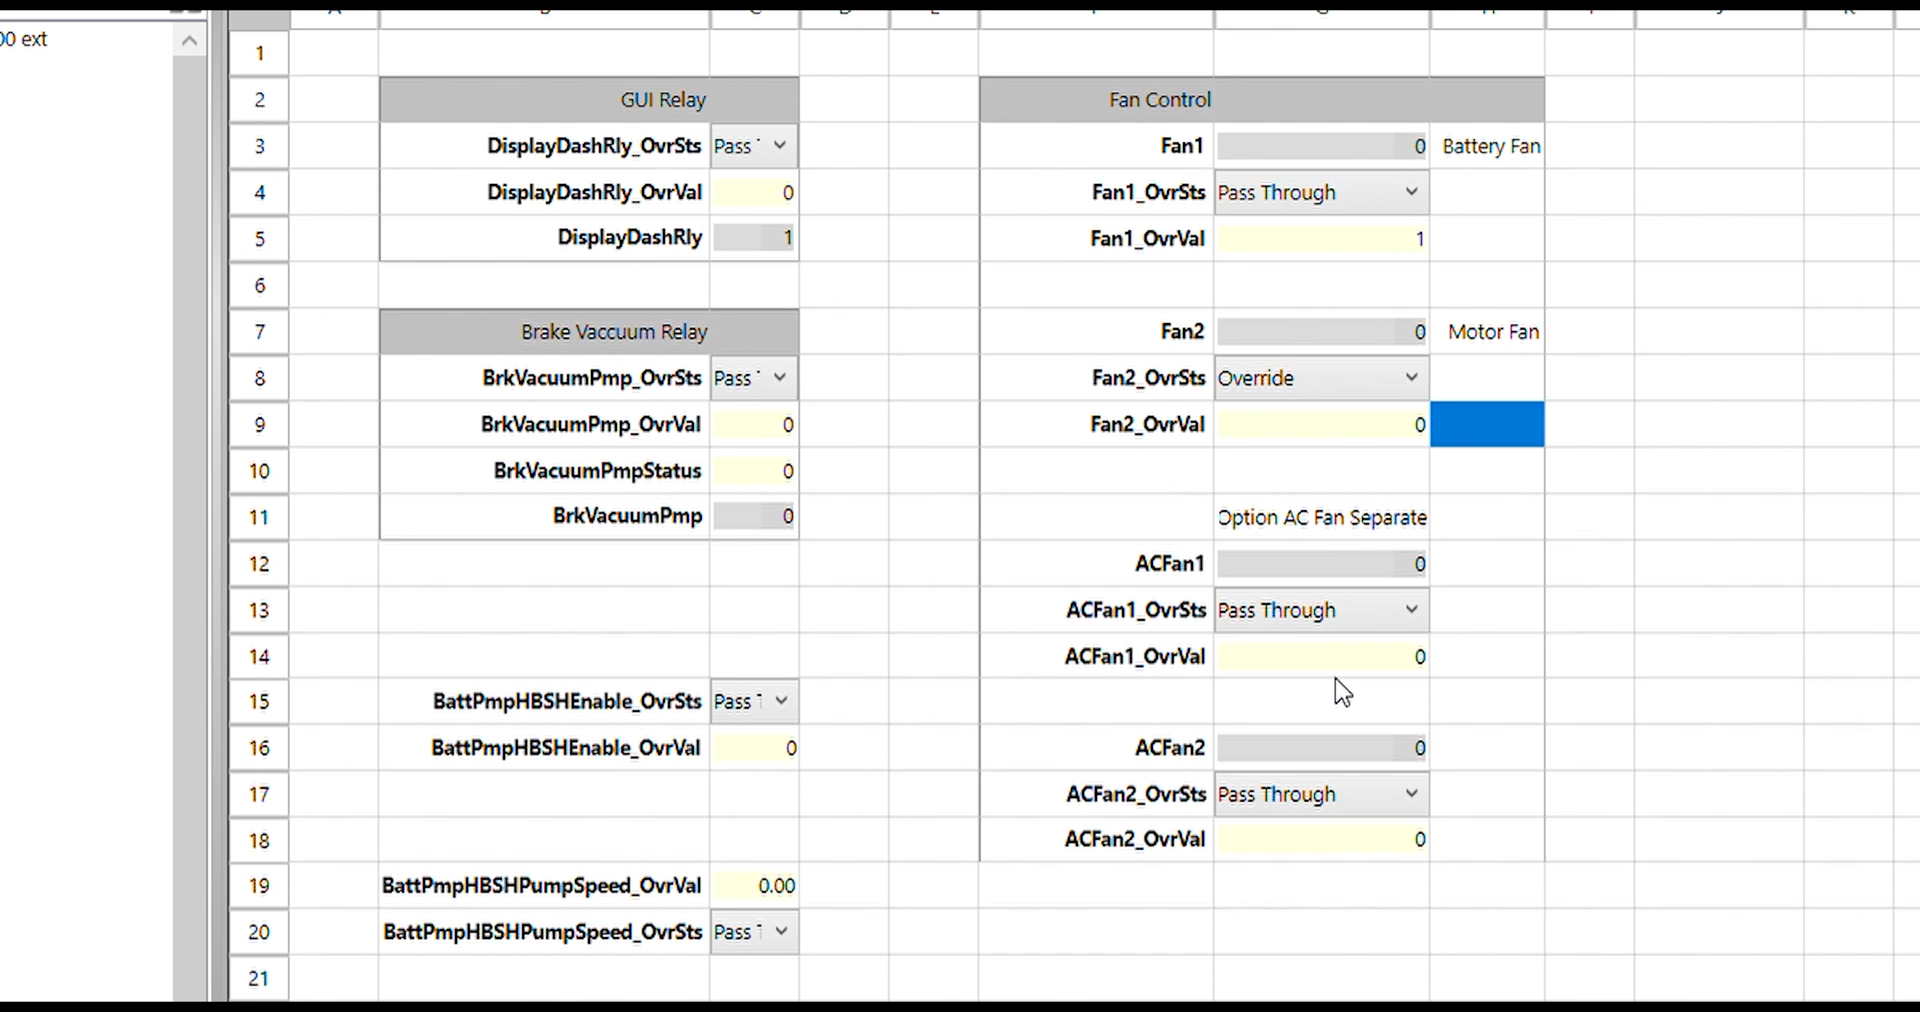 00 ext
1
2 GUI Relay Fan Control
3 DisplayDashRly_OvrSts Pass Fan1 0 Battery Fan
4 DisplayDashRly_OvrVal 0 Fan1_OvrSts Pass Through
5 DisplayDashRly 1 Fan1_OvrVal 1
6
7 Brake Vaccuum Relay Fan2 0 Motor Fan
8 BrkVacuumPmp_OvrSts Pass Fan2_OvrSts Override
9 BrkVacuumPmp_OvrVal 0 Fan2_OvrVal 0
10 BrkVacuumPmpStatus 0
11 BrkVacuumPmp 0 Option AC Fan Separate
12 ACFan1 0
13 ACFan1_OvrSts Pass Through
14 ACFan1_OvrVal 0
15 BattPmpHBSHEnable_OvrSts Pass
16 BattPmpHBSHEnable_OvrVal 0 ACFan2 0
17 ACFan2_OvrSts Pass Through
18 ACFan2_OvrVal 0
19 BattPmpHBSHPumpSpeed_OvrVal 0.00
20 BattPmpHBSHPumpSpeed_OvrSts Pass
21